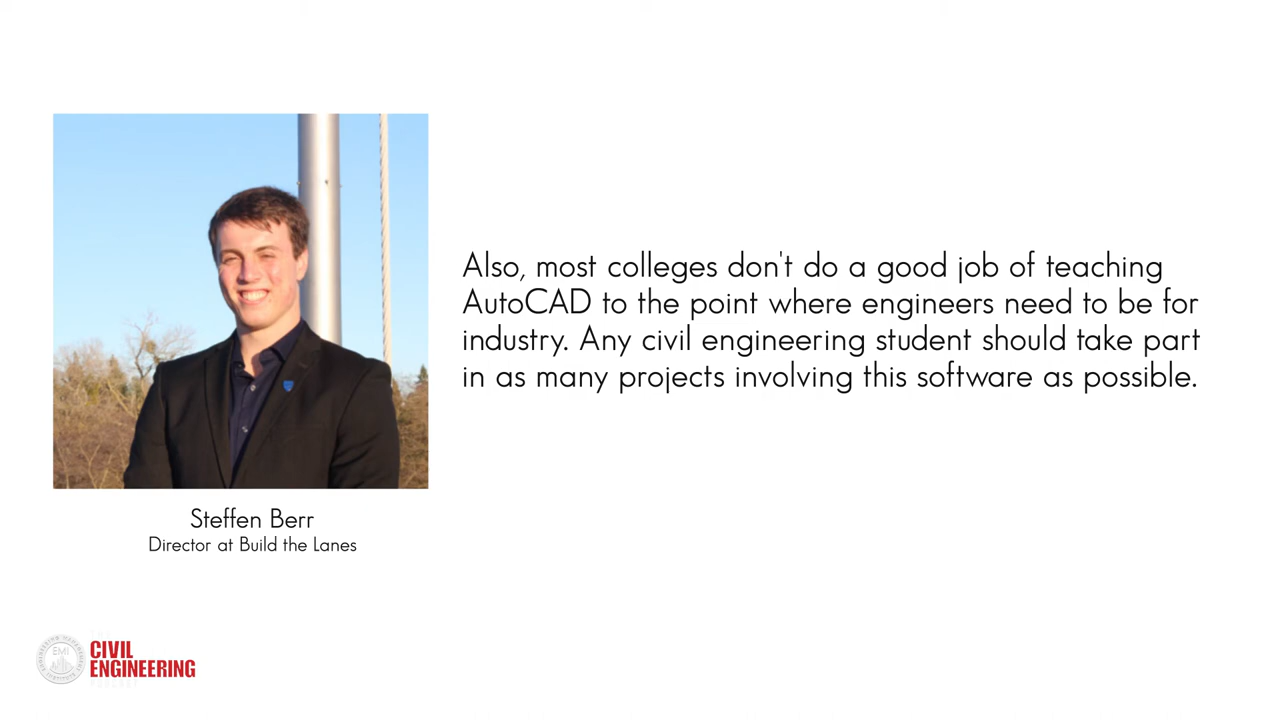 Also, most colleges don't do a good job of teaching
AutoCAD to the point where engineers need to be for
industry. Any civil engineering student should take part
in as many projects involving this software as possible.
Steffen Berr
Director at Build the Lanes
EMI
CIVIL
ENGINEERING